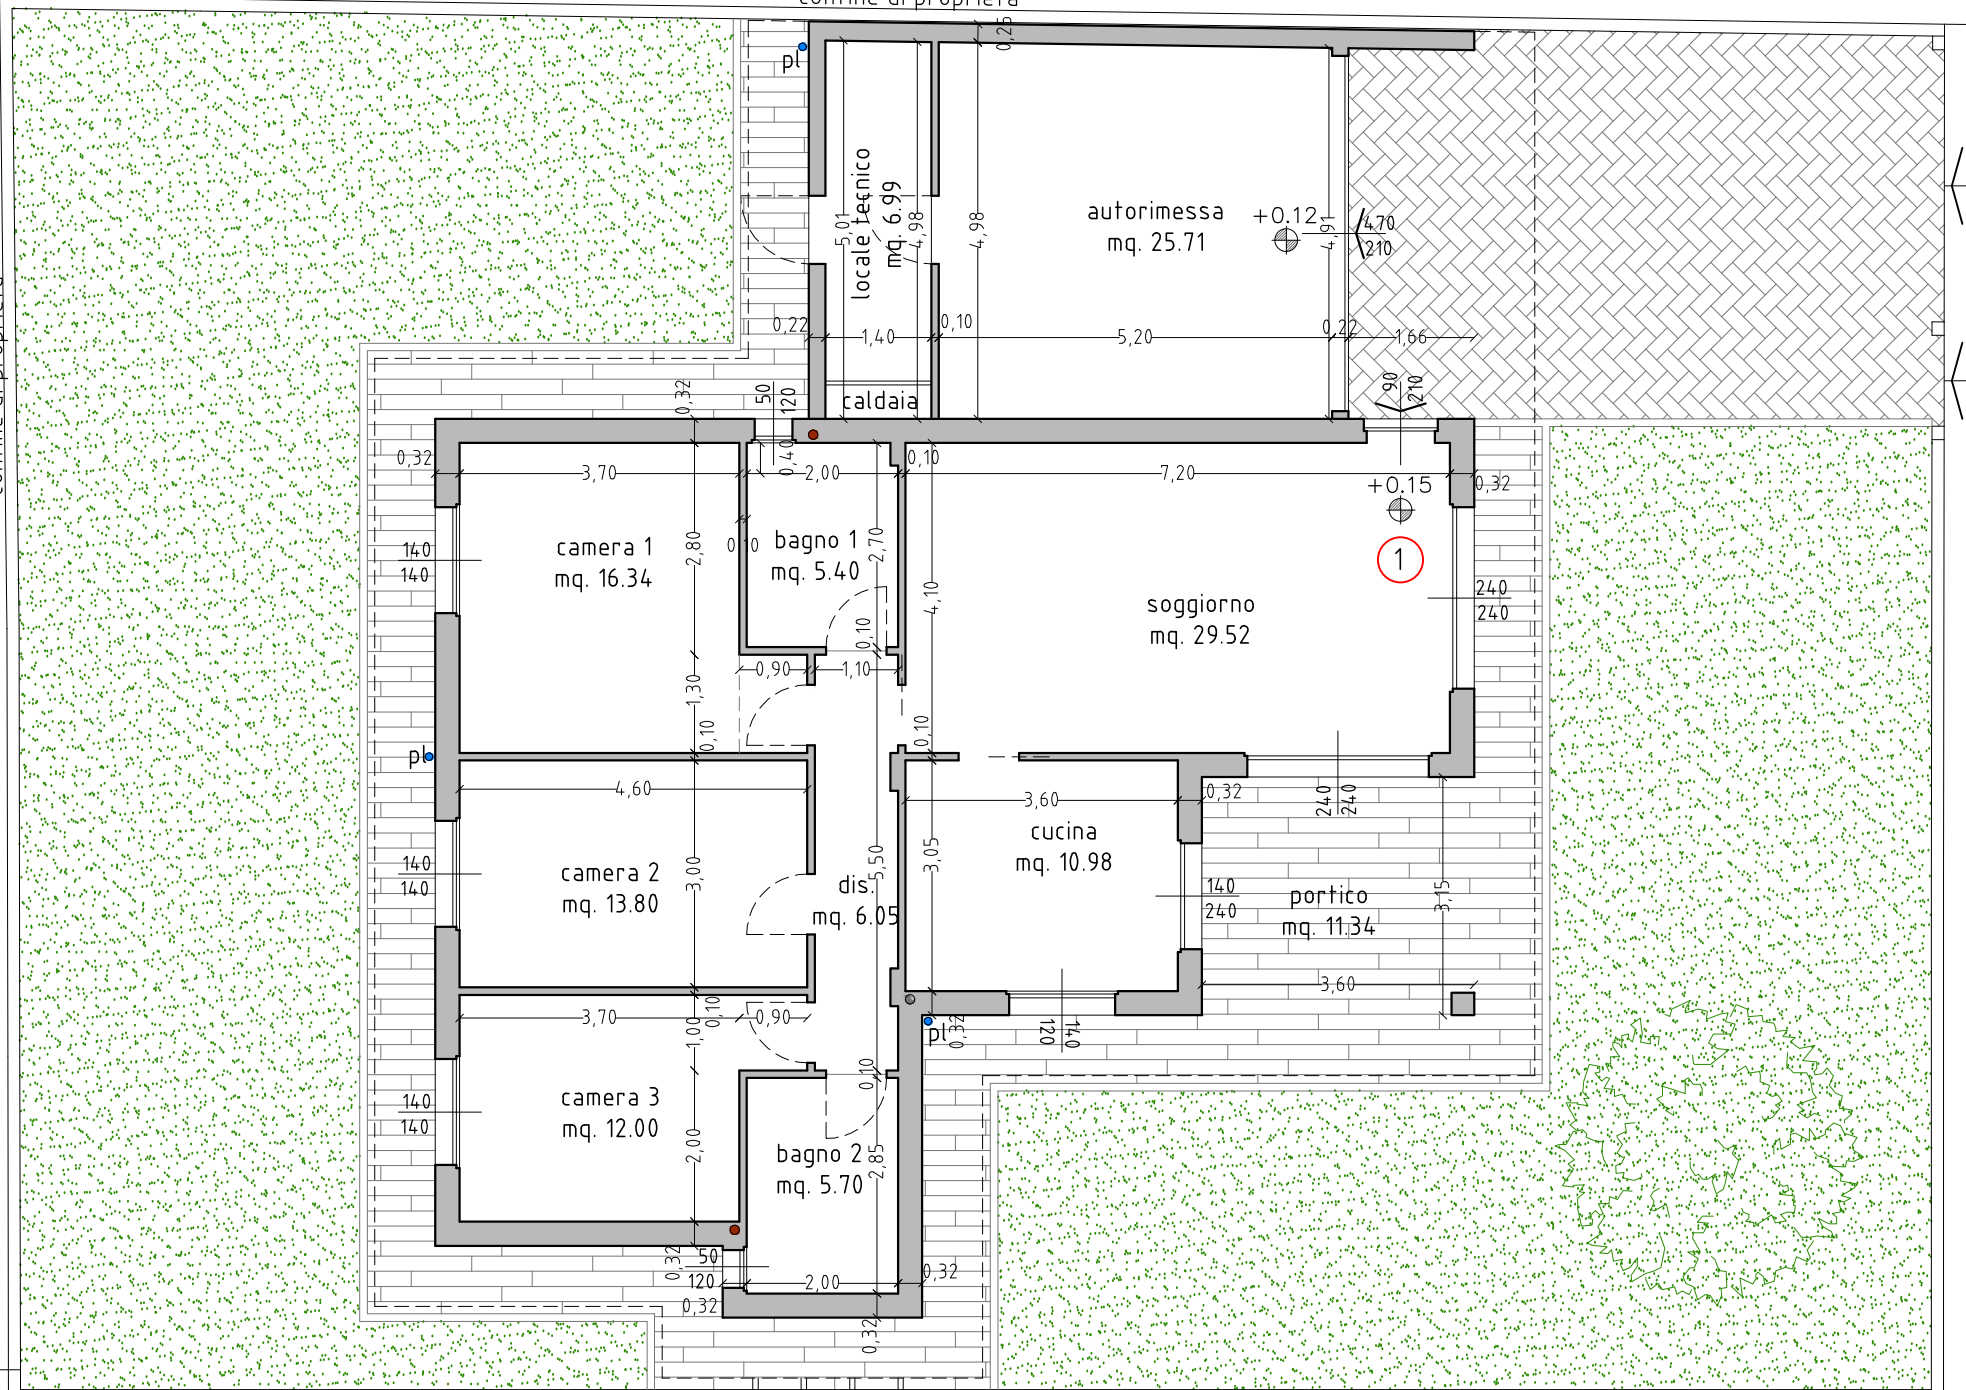 confine di proprietà
confine di proprietà
pl
0,25
locale tecnico
mq. 6.99
5,01
4,98
4,98
autorimessa
mq. 25.71
+0.12
4,91
470
210
0,22
1,40
0,10
5,20
0,22
1,66
caldaia
90
210
0,32
50
120
0,32
3,70
0,40
2,00
0,10
7,20
0,32
+0.15
1
camera 1
mq. 16.34
140
140
2,80
0,10
bagno 1
mq. 5.40
2,70
4,10
soggiorno
mq. 29.52
240
240
0,10
0,90
1,10
1,30
0,10
0,10
pl
4,60
3,60
0,32
240
240
camera 2
mq. 13.80
140
140
3,00
dis.
mq. 6.05
5,50
cucina
mq. 10.98
3,05
140
240
portico
mq. 11.34
3,15
3,60
3,70
0,10
0,90
1,00
pl
0,32
120
140
0,10
camera 3
mq. 12.00
140
140
2,00
bagno 2
mq. 5.70
2,85
0,32
50
120
2,00
0,32
0,32
0,32